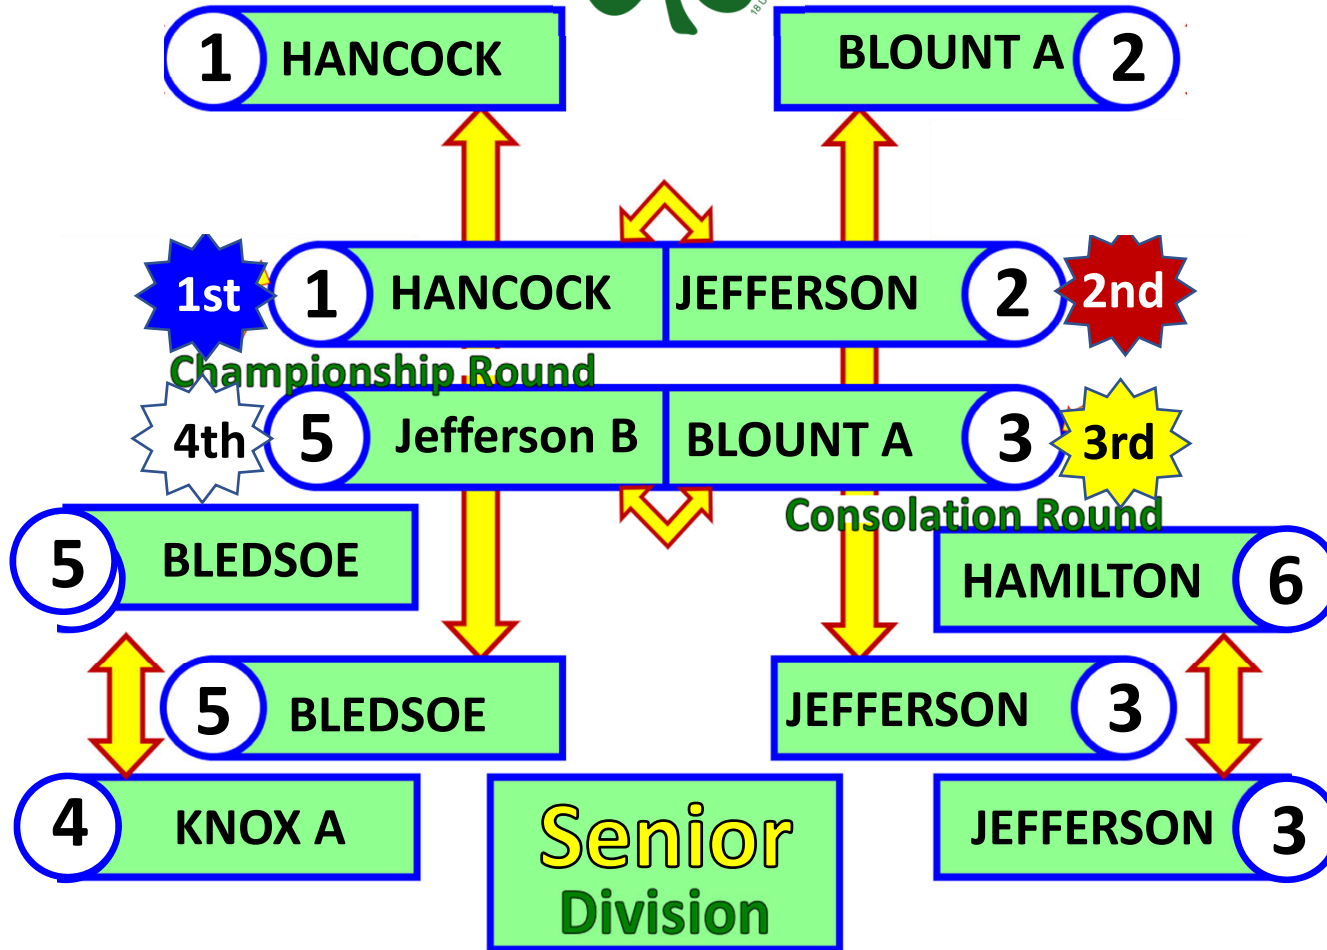 18 U
1 HANCOCK
BLOUNT A 2
1st 1 HANCOCK JEFFERSON 2 2nd
Championship Round
4th 5 Jefferson B BLOUNT A 3 3rd
Consolation Round
5 BLEDSOE
HAMILTON 6
5 BLEDSOE
JEFFERSON 3
4 KNOX A
JEFFERSON 3
Senior
Division